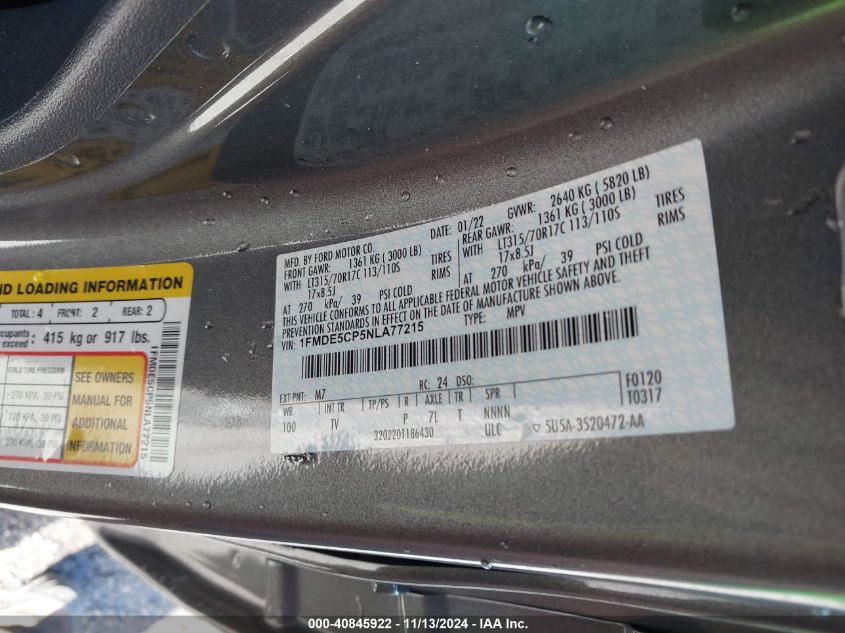 ND LOADING INFORMATION
TOTAL: 4 FRONT: 2 REAR: 2
cupants
pounds : 415 kg or 917 lbs.
COLD TIRE PRESSURE
270 KPA, 39 PSI
270 KPA, 39 PSI
270 KPA, 39 PSI
SEE OWNERS
MANUAL FOR
ADDITIONAL
INFORMATION
1FMDE5CP5NLA77215
MFD. BY FORD MOTOR CO. DATE: 01/22 GVWR: 2640 KG ( 5820 LB)
FRONT GAWR: 1361 KG ( 3000 LB) REAR GAWR: 1361 KG ( 3000 LB)
WITH LT315/70R17C 113/110S TIRES WITH LT315/70R17C 113/110S TIRES
17x8.5J RIMS 17x8.5J RIMS
AT 270 kPa/ 39 PSI COLD AT 270 kPa/ 39 PSI COLD
THIS VEHICLE CONFORMS TO ALL APPLICABLE FEDERAL MOTOR VEHICLE SAFETY AND THEFT
PREVENTION STANDARDS IN EFFECT ON THE DATE OF MANUFACTURE SHOWN ABOVE.
VIN: 1FMDE5CP5NLA77215 TYPE: MPV
EXT PNT: M7 RC: 24 DSO:
WB INT TR TP/PS R AXLE TR SPR F0120
100 TV P 7L T NNNN T0317
3202201186430 ULC ▽ 5U5A-3520472-AA
000-40845922 - 11/13/2024 - IAA Inc.